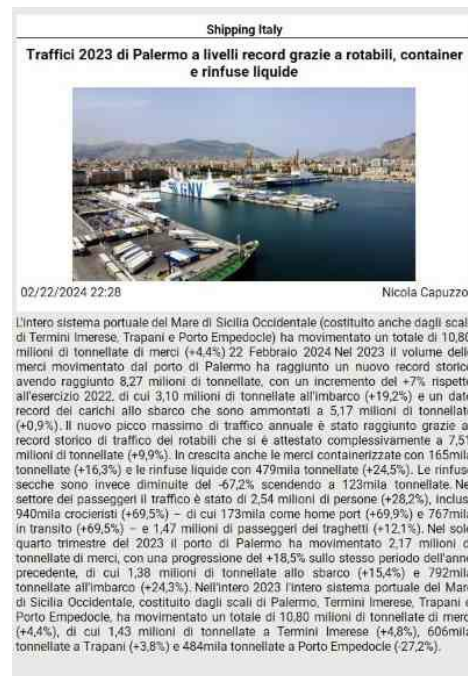 Shipping Italy
Traffici 2023 di Palermo a livelli record grazie a rotabili, container
e rinfuse liquide
GNV
02/22/2024 22:28
Nicola Capuzzo
L'intero sistema portuale del Mare di Sicilia Occidentale (costituito anche dagli scal
di Termini Imerese, Trapani e Porto Empedocle) ha movimentato un totale di 10,80
milioni di tonnellate di merci (+4,4%) 22 Febbraio 2024 Nel 2023 il volume delle
merci movimentato dal porto di Palermo ha raggiunto un nuovo record storico
avendo raggiunto 8,27 milioni di tonnellate, con un incremento del +7% rispett
all'esercizio 2022, di cui 3,10 milioni di tonnellate all'imbarco (+19,2%) e un dato
record dei carichi allo sbarco che sono ammontati a 5,17 milioni di tonnellate
(+0,9%). Il nuovo picco massimo di traffico annuale è stato raggiunto grazie a
record storico di traffico dei rotabili che si è attestato complessivamente a 7,51
milioni di tonnellate (+9,9%). In crescita anche le merci containerizzate con 165mila
tonnellate (+16,3%) e le rinfuse liquide con 479mila tonnellate (+24,5%). Le rinfuse
secche sono invece diminuite del -67,2% scendendo a 123mila tonnellate. Ne
settore dei passeggeri il traffico è stato di 2,54 milioni di persone (+28,2%), inclus
940mila crocieristi (+69,5%) – di cui 173mila come home port (+69,9%) e 767mila
in transito (+69,5%) – e 1,47 milioni di passeggeri dei traghetti (+12,1%). Nel solo
quarto trimestre del 2023 il porto di Palermo ha movimentato 2,17 milioni d
tonnellate di merci, con una progressione del +18,5% sullo stesso periodo dell'anno
precedente, di cui 1,38 milioni di tonnellate allo sbarco (+15,4%) e 792mila
tonnellate all'imbarco (+24,3%). Nell'intero 2023 l'intero sistema portuale del Mare
di Sicilia Occidentale, costituito dagli scali di Palermo, Termini Imerese, Trapani e
Porto Empedocle, ha movimentato un totale di 10,80 milioni di tonnellate di merc
(+4,4%), di cui 1,43 milioni di tonnellate a Termini Imerese (+4,8%), 606mila
tonnellate a Trapani (+3,8%) e 484mila tonnellate a Porto Empedocle (-27,2%).